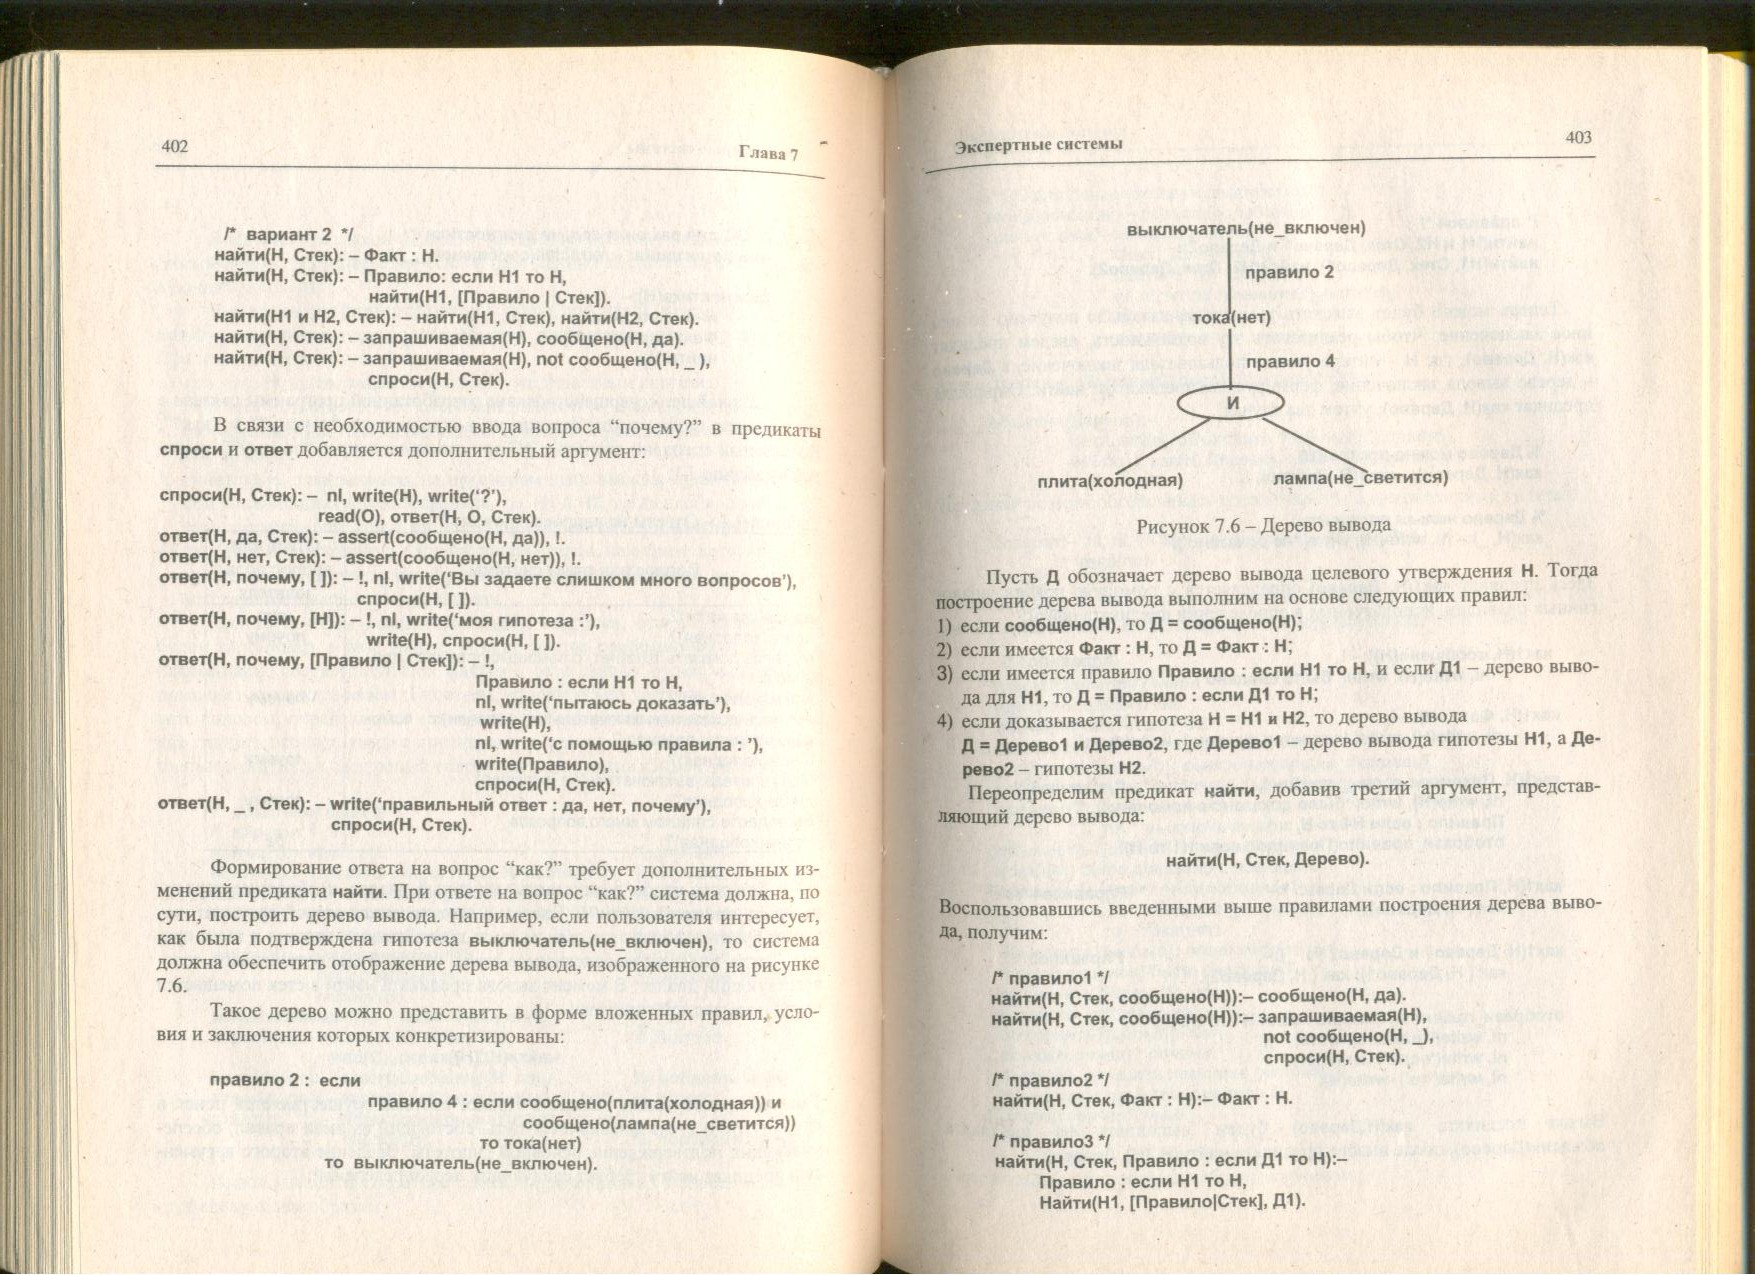 402
Глава 7
/* вариант 2 */
найти(Н, Стек): – Факт : Н.
найти(Н, Стек): – Правило: если Н1 то Н,
найти(Н1, [Правило | Стек]).
найти(Н1 и Н2, Стек): – найти(Н1, Стек), найти(Н2, Стек).
найти(Н, Стек): – запрашиваемая(Н), сообщено(Н, да).
найти(Н, Стек): – запрашиваемая(Н), not сообщено(Н, _ ),
спроси(Н, Стек).
В связи с необходимостью ввода вопроса “почему?” в предикаты
спроси и ответ добавляется дополнительный аргумент:
спроси(Н, Стек): – nl, write(Н), write(‘?’),
read(О), ответ(Н, О, Стек).
ответ(Н, да, Стек): – assert(сообщено(Н, да)), !.
ответ(Н, нет, Стек): – assert(сообщено(Н, нет)), !.
ответ(Н, почему, [ ]): – !, nl, write(‘Вы задаете слишком много вопросов’),
спроси(Н, [ ]).
ответ(Н, почему, [Н]): – !, nl, write(‘моя гипотеза :’),
write(Н), спроси(Н, [ ]).
ответ(Н, почему, [Правило | Стек]): – !,
Правило : если Н1 то Н,
nl, write(‘пытаюсь доказать’),
write(Н),
nl, write(‘с помощью правила : ’),
write(Правило),
спроси(Н, Стек).
ответ(Н, _ , Стек): – write(‘правильный ответ : да, нет, почему’),
спроси(Н, Стек).
Формирование ответа на вопрос “как?” требует дополнительных из-
менений предиката найти. При ответе на вопрос “как?” система должна, по
сути, построить дерево вывода. Например, если пользователя интересует,
как была подтверждена гипотеза выключатель(не_включен), то система
должна обеспечить отображение дерева вывода, изображенного на рисунке
7.6.
Такое дерево можно представить в форме вложенных правил, усло-
вия и заключения которых конкретизированы:
правило 2 : если
правило 4 : если сообщено(плита(холодная)) и
сообщено(лампа(не_светится))
то тока(нет)
то выключатель(не_включен).
Экспертные системы
403
выключатель(не_включен)
правило 2
тока(нет)
правило 4
И
плита(холодная)
лампа(не_светится)
Рисунок 7.6 – Дерево вывода
Пусть Д обозначает дерево вывода целевого утверждения Н. Тогда
построение дерева вывода выполним на основе следующих правил:
1) если сообщено(Н), то Д = сообщено(Н);
2) если имеется Факт : Н, то Д = Факт : Н;
3) если имеется правило Правило : если Н1 то Н, и если Д1 – дерево выво-
да для Н1, то Д = Правило : если Д1 то Н;
4) если доказывается гипотеза Н = Н1 и Н2, то дерево вывода
Д = Дерево1 и Дерево2, где Дерево1 – дерево вывода гипотезы Н1, а Де-
рево2 – гипотезы Н2.
Переопределим предикат найти, добавив третий аргумент, представ-
ляющий дерево вывода:
найти(Н, Стек, Дерево).
Воспользовавшись введенными выше правилами построения дерева выво-
да, получим:
/* правило1 */
найти(Н, Стек, сообщено(Н)):– сообщено(Н, да).
найти(Н, Стек, сообщено(Н)):– запрашиваемая(Н),
not сообщено(Н, _),
спроси(Н, Стек).
/* правило2 */
найти(Н, Стек, Факт : Н):– Факт : Н.
/* правило3 */
найти(Н, Стек, Правило : если Д1 то Н):–
Правило : если Н1 то Н,
Найти(Н1, [Правило|Стек], Д1).